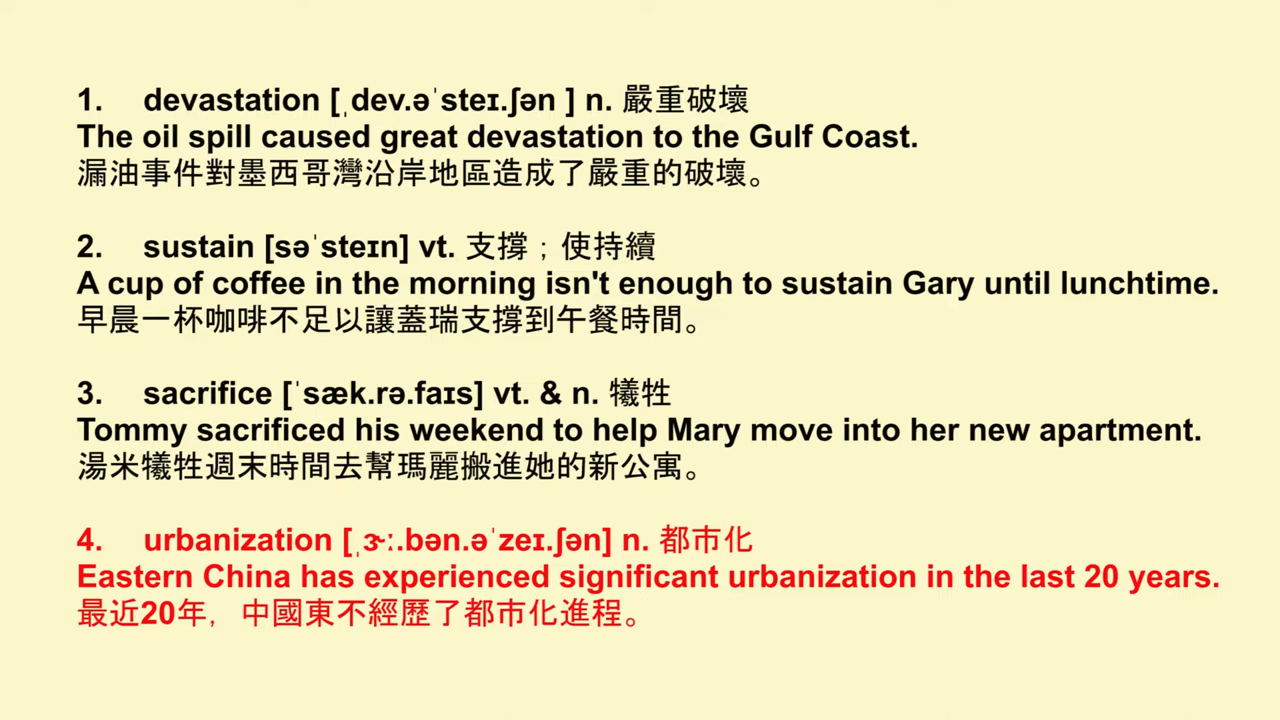 1. devastation [ˌdev.əˈsteɪ.ʃən ] n. 嚴重破壞
The oil spill caused great devastation to the Gulf Coast.
漏油事件對墨西哥灣沿岸地區造成了嚴重的破壞。
2. sustain [səˈsteɪn] vt. 支撐；使持續
A cup of coffee in the morning isn't enough to sustain Gary until lunchtime.
早晨一杯咖啡不足以讓蓋瑞支撐到午餐時間。
3. sacrifice [ˈsæk.rə.faɪs] vt. & n. 犧牲
Tommy sacrificed his weekend to help Mary move into her new apartment.
湯米犧牲週末時間去幫瑪麗搬進她的新公寓。
4. urbanization [ˌɝː.bən.əˈzeɪ.ʃən] n. 都市化
Eastern China has experienced significant urbanization in the last 20 years.
最近20年，中國東不經歷了都市化進程。